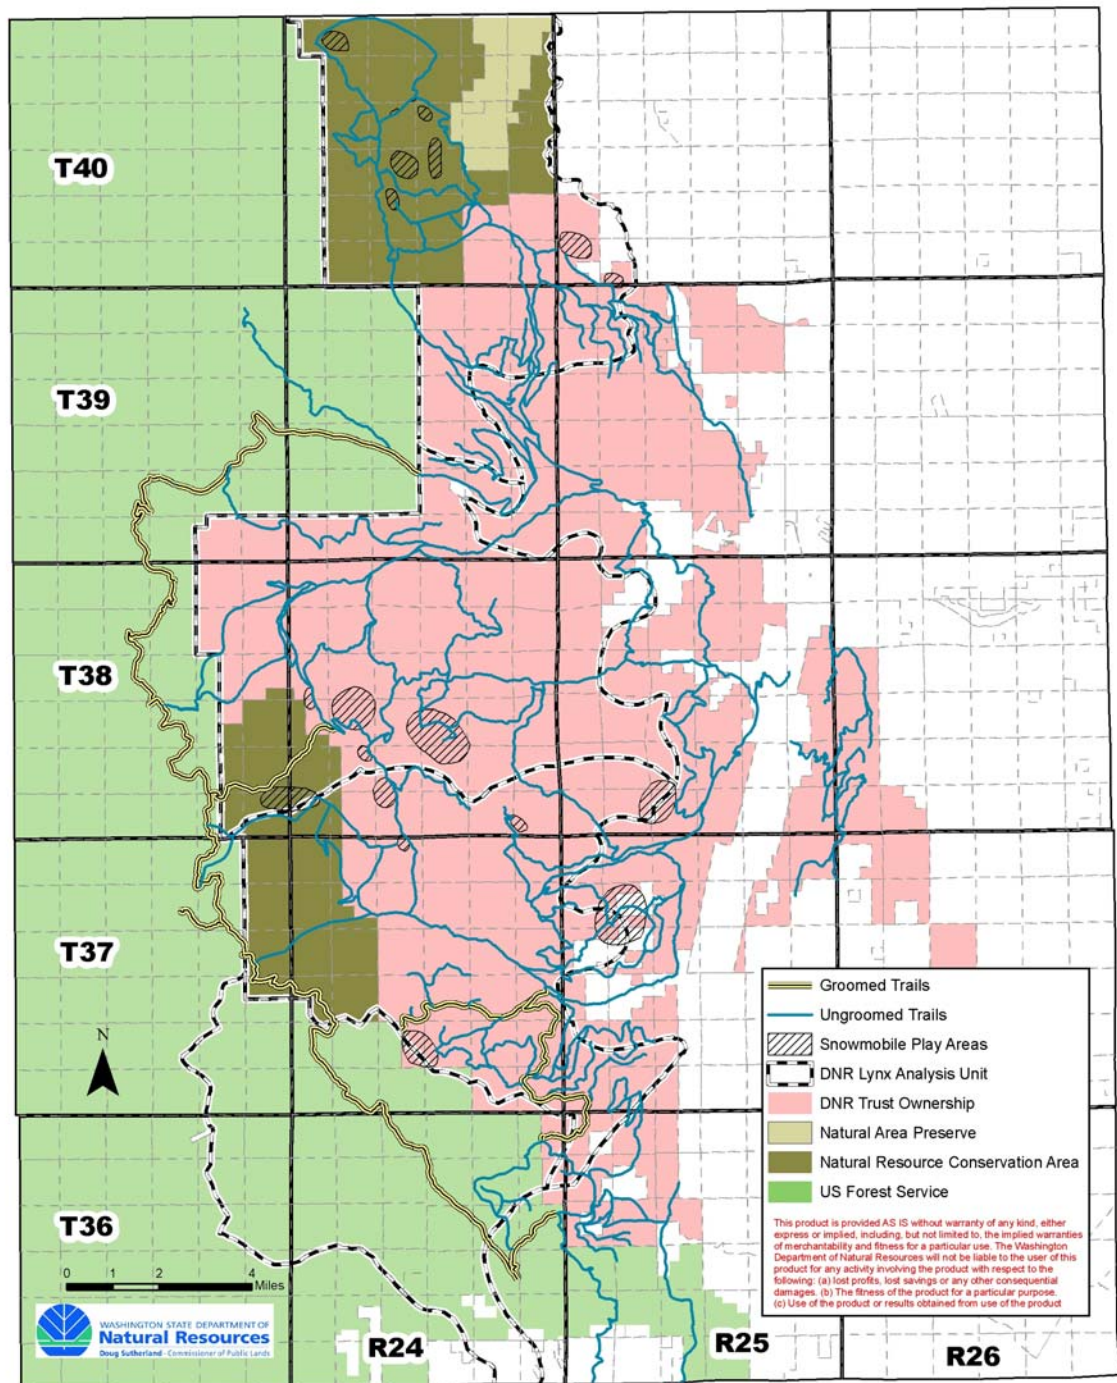 T40
T39
T38
T37
N
T36
0 1 2 4
Miles
WASHINGTON STATE DEPARTMENT OF
Natural Resources
Doug Sutherland - Commissioner of Public Lands
R24
R25
R26
Groomed Trails
Ungroomed Trails
Snowmobile Play Areas
DNR Lynx Analysis Unit
DNR Trust Ownership
Natural Area Preserve
Natural Resource Conservation Area
US Forest Service
This product is provided AS IS without warranty of any kind, either
express or implied, including, but not limited to, the implied warranties
of merchantability and fitness for a particular use. The Washington
Department of Natural Resources will not be liable to the user of this
product for any activity involving the product with respect to the
following: (a) lost profits, lost savings or any other consequential
damages. (b) The fitness of the product for a particular purpose.
(c) Use of the product or results obtained from use of the product